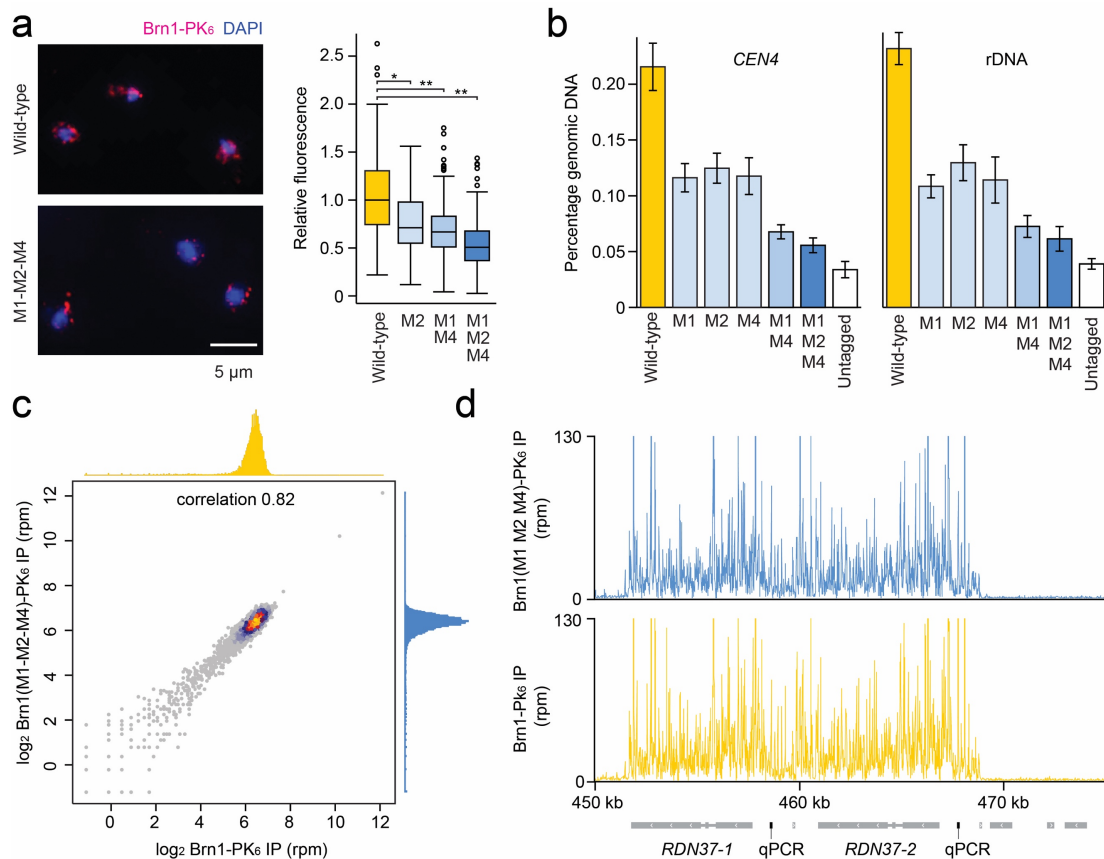 a
Brn1-PK₆ DAPI
Wild-type
M1-M2-M4
5 µm
Relative fluorescence
2.5
2.0
1.5
1.0
0.5
0
*
**
**
Wild-type
M2
M1 M4
M1 M2 M4
b
CEN4
rDNA
Percentage genomic DNA
0.20
0.15
0.10
0.05
0
Wild-type
M1
M2
M4
M1 M4
M1 M2 M4
Untagged
Wild-type
M1
M2
M4
M1 M4
M1 M2 M4
Untagged
c
correlation 0.82
log₂ Brn1(M1-M2-M4)-PK₆ IP (rpm)
12
10
8
6
4
2
0
0 2 4 6 8 10 12
log₂ Brn1-PK₆ IP (rpm)
d
Brn1(M1 M2 M4)-PK₆ IP
(rpm)
130
0
Brn1-Pk₆ IP
(rpm)
130
0
450 kb 460 kb 470 kb
RDN37-1 qPCR RDN37-2 qPCR